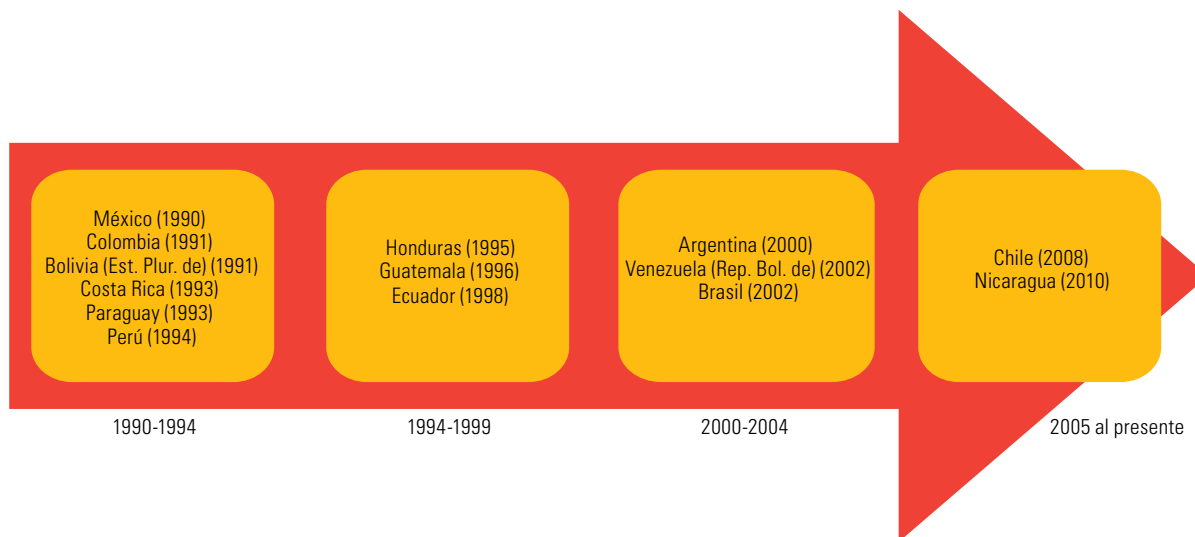 México (1990)
Colombia (1991)
Bolivia (Est. Plur. de) (1991)
Costa Rica (1993)
Paraguay (1993)
Perú (1994)
Honduras (1995)
Guatemala (1996)
Ecuador (1998)
Argentina (2000)
Venezuela (Rep. Bol. de) (2002)
Brasil (2002)
Chile (2008)
Nicaragua (2010)
1990-1994
1994-1999
2000-2004
2005 al presente